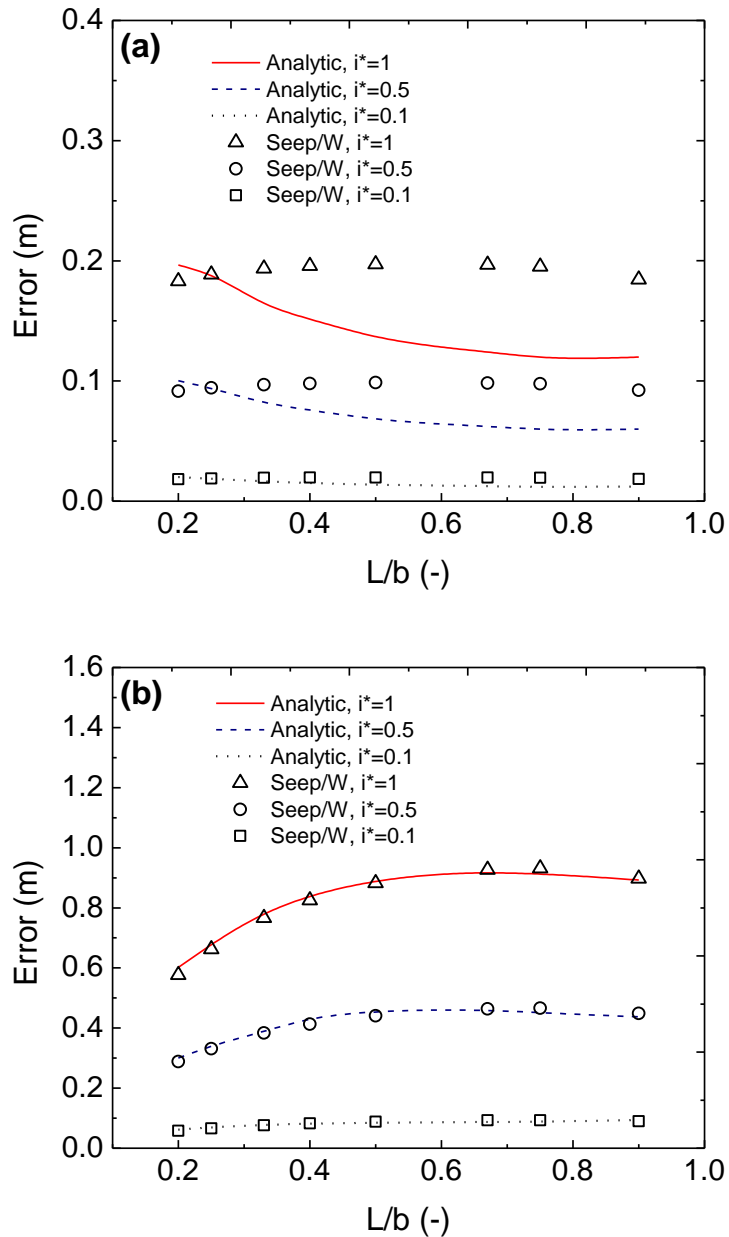 (a)
Analytic, i*=1
Analytic, i*=0.5
Analytic, i*=0.1
Seep/W, i*=1
Seep/W, i*=0.5
Seep/W, i*=0.1
0.4
0.3
0.2
0.1
0.0
Error (m)
0.2 0.4 0.6 0.8 1.0
L/b (-)
(b)
Analytic, i*=1
Analytic, i*=0.5
Analytic, i*=0.1
Seep/W, i*=1
Seep/W, i*=0.5
Seep/W, i*=0.1
1.6
1.4
1.2
1.0
0.8
0.6
0.4
0.2
0.0
Error (m)
0.2 0.4 0.6 0.8 1.0
L/b (-)